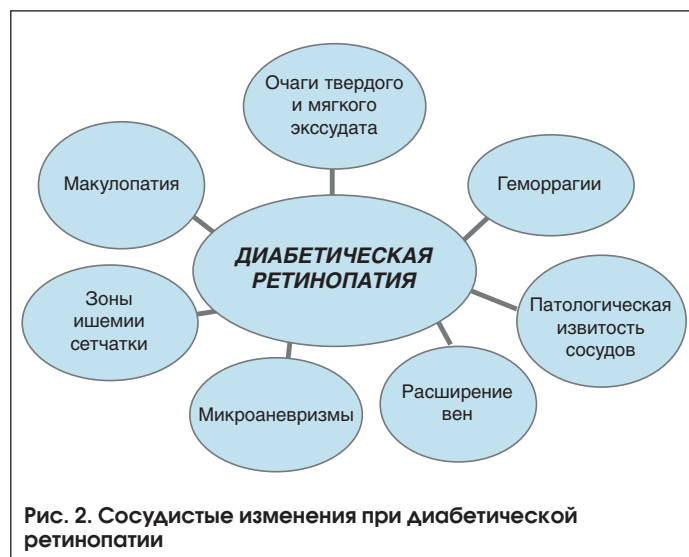 Очаги твердого
и мягкого
экссудата
Макулопатия
Геморрагии
ДИАБЕТИЧЕСКАЯ
РЕТИНОПАТИЯ
Зоны
ишемии
сетчатки
Патологическая
извитость
сосудов
Микроаневризмы
Расширение
вен
Рис. 2. Сосудистые изменения при диабетической
ретинопатии